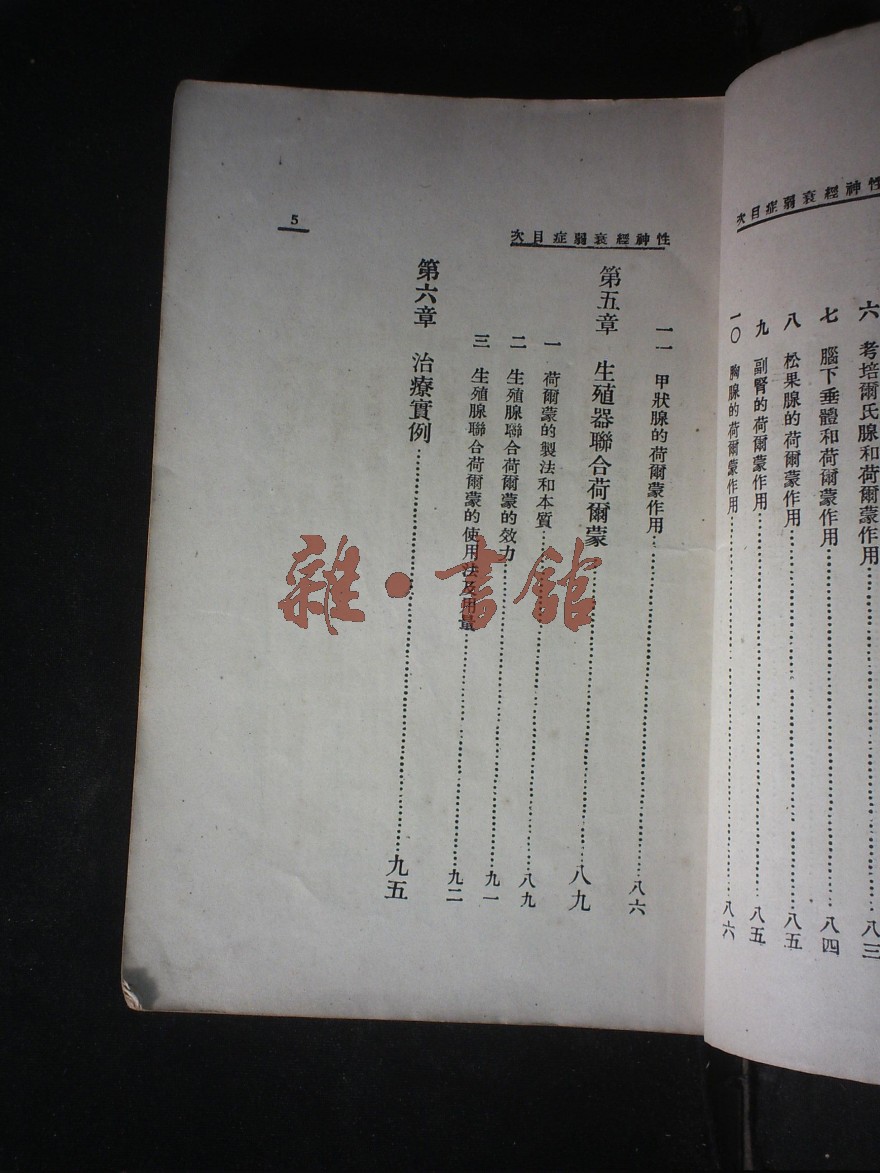 性神經衰弱症目次
六 考培爾氏腺和荷爾蒙作用……八三
七 腦下垂體和荷爾蒙作用……八四
八 松果腺的荷爾蒙作用……八五
九 副腎的荷爾蒙作用……八五
一〇 胸腺的荷爾蒙作用……八六
性神經衰弱症目次
5
一一 甲狀腺的荷爾蒙作用……八六
第五章 生殖器聯合荷爾蒙……八九
一 荷爾蒙的製法和本質……八九
二 生殖腺聯合荷爾蒙的效力……九一
三 生殖腺聯合荷爾蒙的使用法及用量……九二
第六章 治療實例……九五
雜·書館